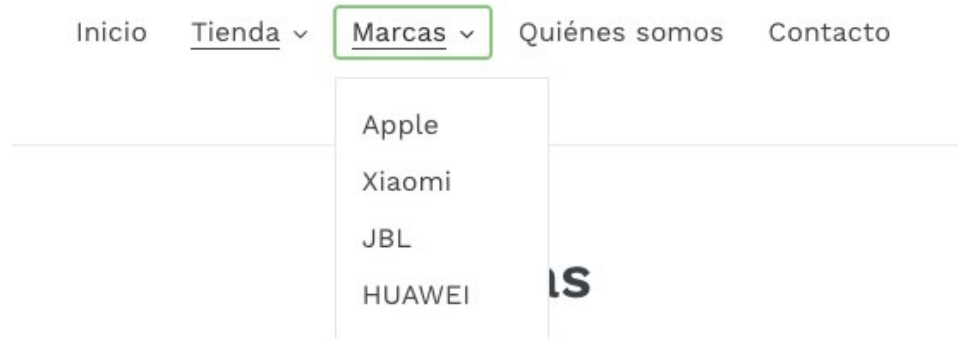 Inicio Tienda Marcas Quiénes somos Contacto
Apple
Xiaomi
JBL
HUAWEI